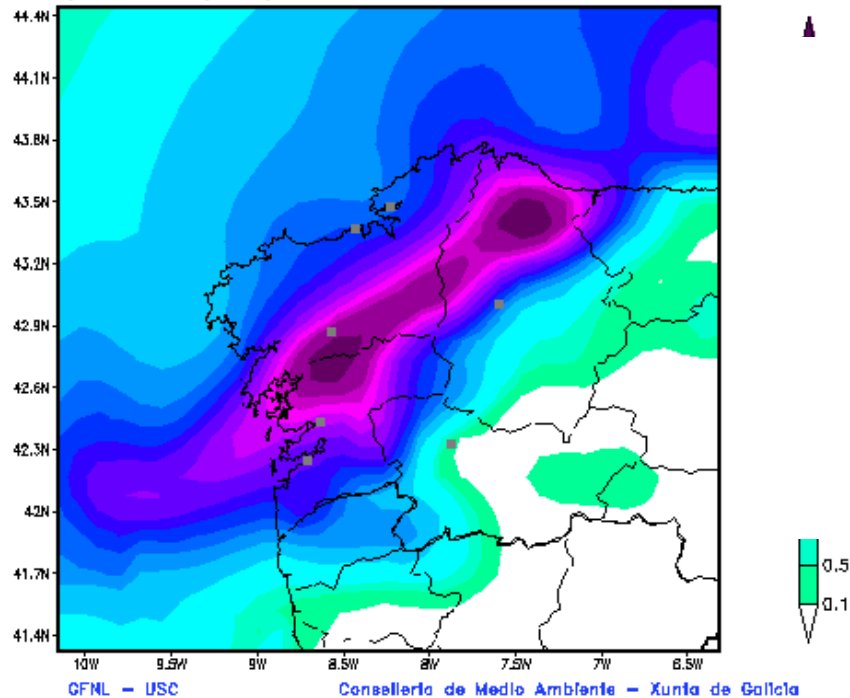 44.4N
44.1N
43.8N
43.5N
43.2N
42.9N
42.6N
42.3N
42N
41.7N
41.4N
10W 9.5W 9W 8.5W 8W 7.5W 7W 6.5W
0.5
0.1
CFNL - USC Conselleria de Medio Ambiente - Xunta de Galicia